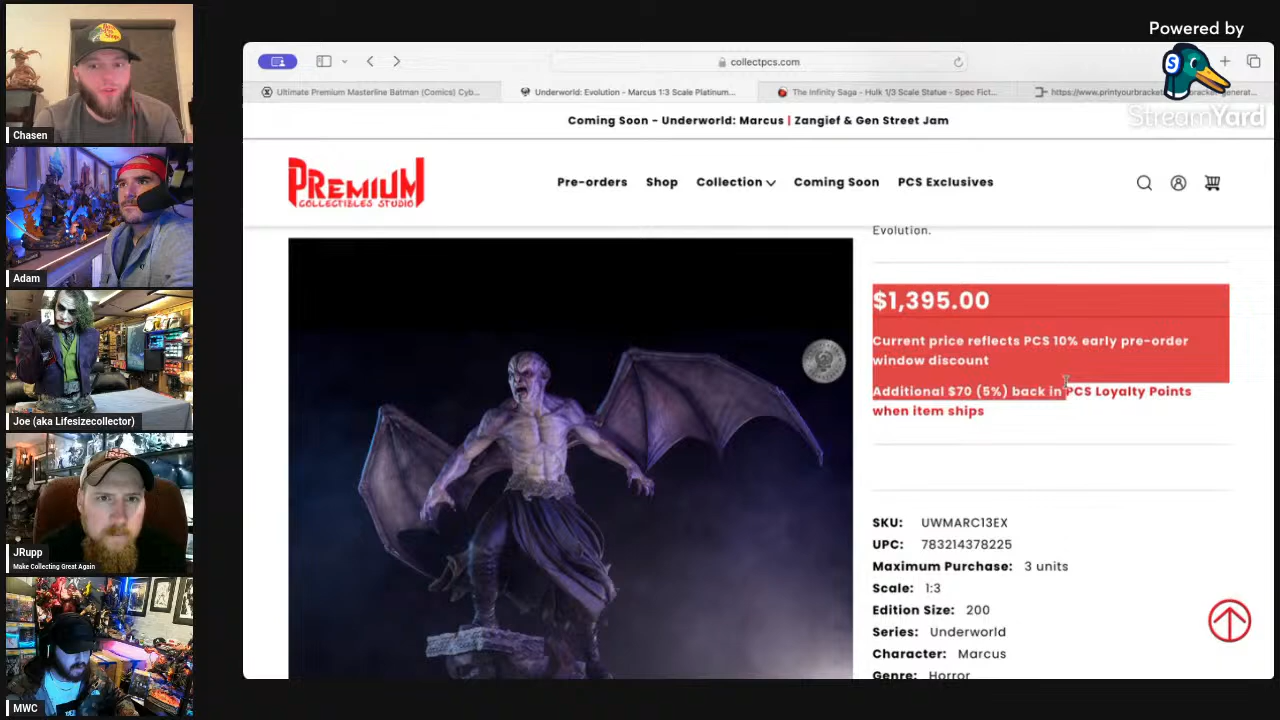 Powered by
S
StreamYard
collectpcs.com
Ultimate Premium Masterline Batman (Comics) Cyb...
Underworld: Evolution - Marcus 1:3 Scale Platinum...
The Infinity Saga - Hulk 1/3 Scale Statue - Spec Fict...
Coming Soon - Underworld: Marcus | Zangief & Gen Street Jam
PREMIUM
COLLECTIBLES STUDIO
Pre-orders
Shop
Collection
Coming Soon
PCS Exclusives
Evolution.
$1,395.00
Current price reflects PCS 10% early pre-order
window discount
Additional $70 (5%) back in PCS Loyalty Points
when item ships
SKU: UWMARC13EX
UPC: 783214378225
Maximum Purchase: 3 units
Scale: 1:3
Edition Size: 200
Series: Underworld
Character: Marcus
Genre: Horror
Chasen
Adam
Joe (aka Lifesizecollector)
JRupp
Make Collecting Great Again
MWC